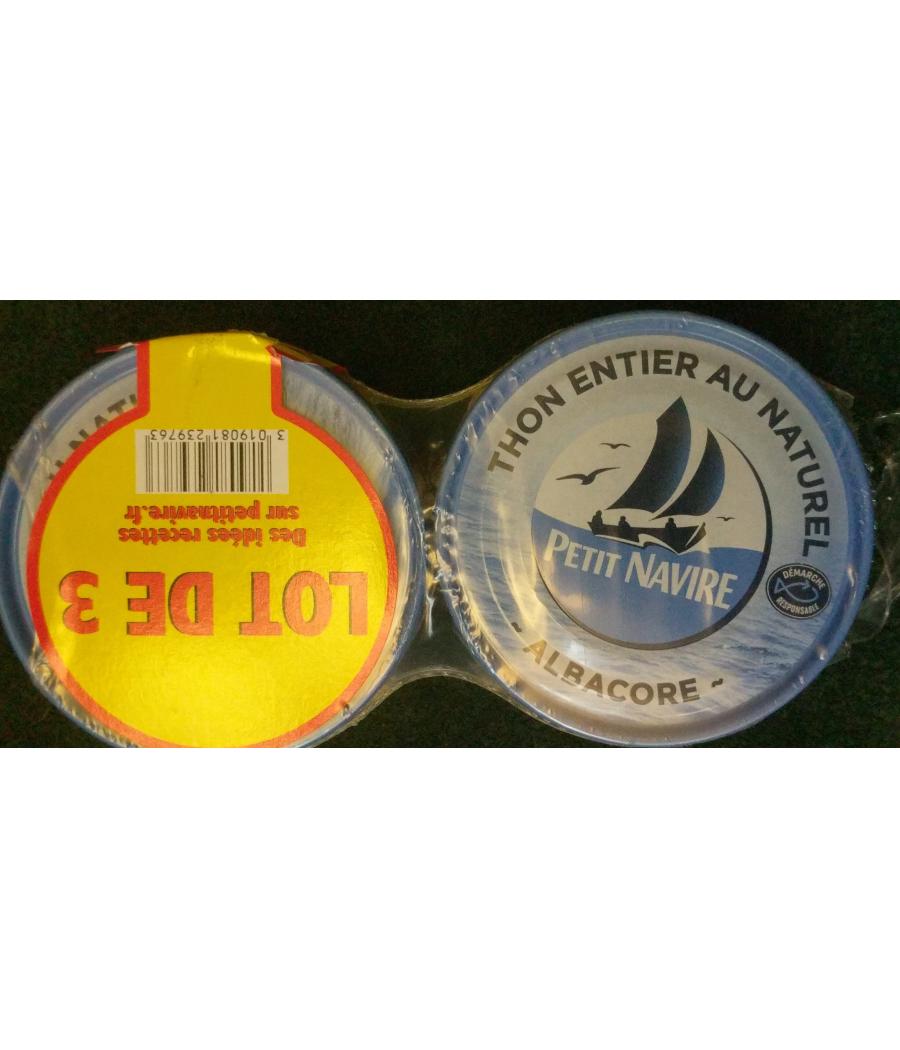 LOT DE 3
Des idées recettes
sur petitnavire.fr
3 019081 239763
THON ENTIER AU NATUREL
PETIT NAVIRE
DÉMARCHE
RESPONSABLE
~ ALBACORE ~